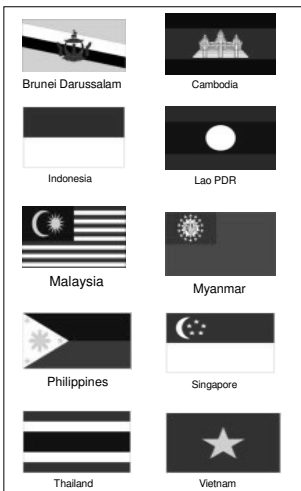 Brunei Darussalam
Cambodia
Indonesia
Lao PDR
Malaysia
Myanmar
Philippines
Singapore
Thailand
Vietnam